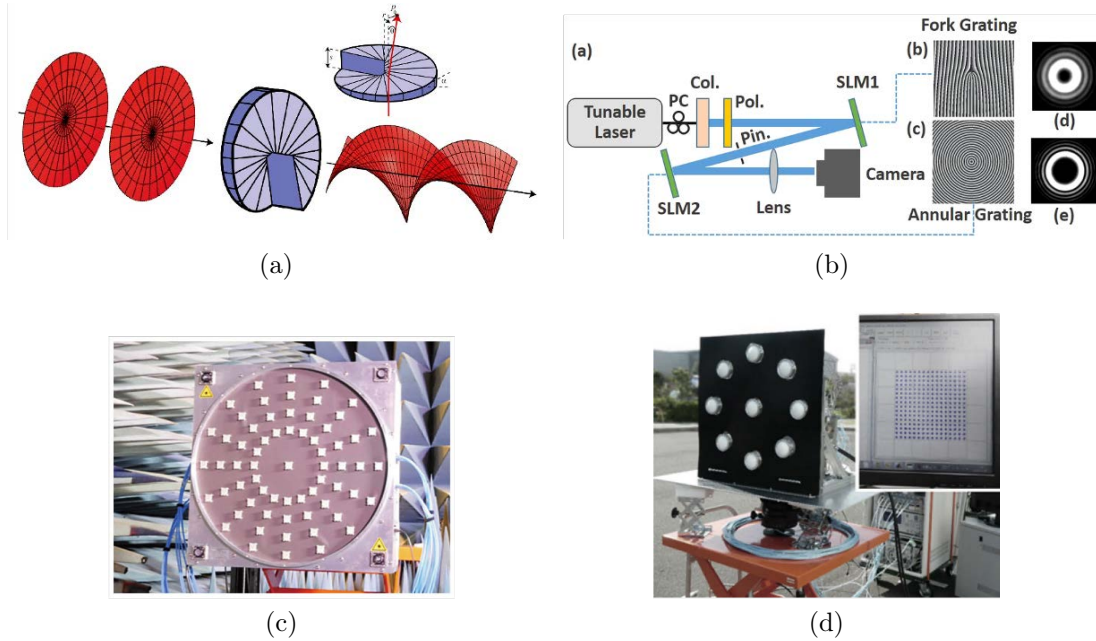 (a)
(b)
Fork Grating
SLM1
Col.
PC
Pol.
Tunable
Laser
(d)
(c)
Pin.
Camera
SLM2
Lens
Annular Grating
(e)
(a)
(b)
(c)
(d)